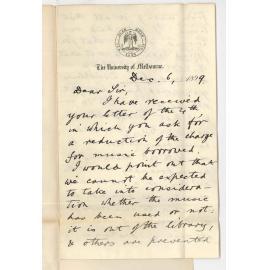 The University of Melbourne.
Dec. 6, 1889
Dear Sir,
I have received
your letter of the 4th
in which you ask for
a reduction of the charge
for music borrowed.
I would point out that
we cannot be expected
to take into considera-
tion whether the music
has been used or not:
it is out of the library,
& others are prevented